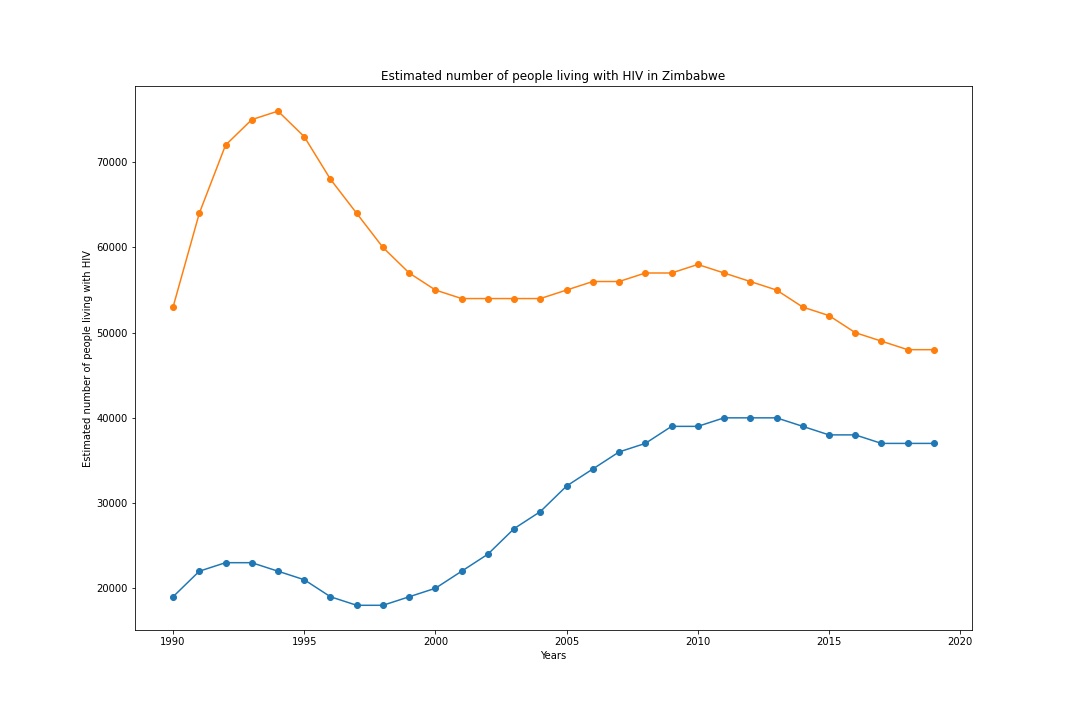 Estimated number of people living with HIV in Zimbabwe
Estimated number of people living with HIV
70000
60000
50000
40000
30000
20000
1990 1995 2000 2005 2010 2015 2020
Years